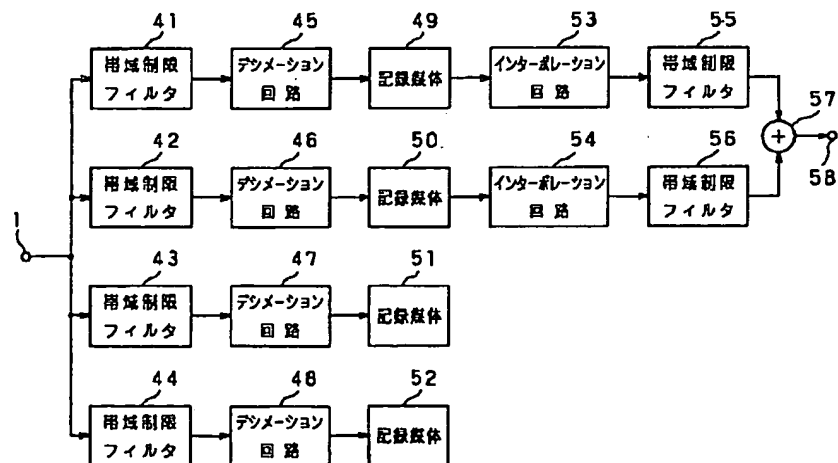 41 45 49 53 55
帯域制限 デシメーション 記録媒体 インターポレーション 帯域制限
フィルタ 回路 回路 フィルタ
57
58
42 46 50 54 56
帯域制限 デシメーション 記録媒体 インターポレーション 帯域制限
フィルタ 回路 回路 フィルタ
+
1
43 47 51
帯域制限 デシメーション 記録媒体
フィルタ 回路
44 48 52
帯域制限 デシメーション 記録媒体
フィルタ 回路